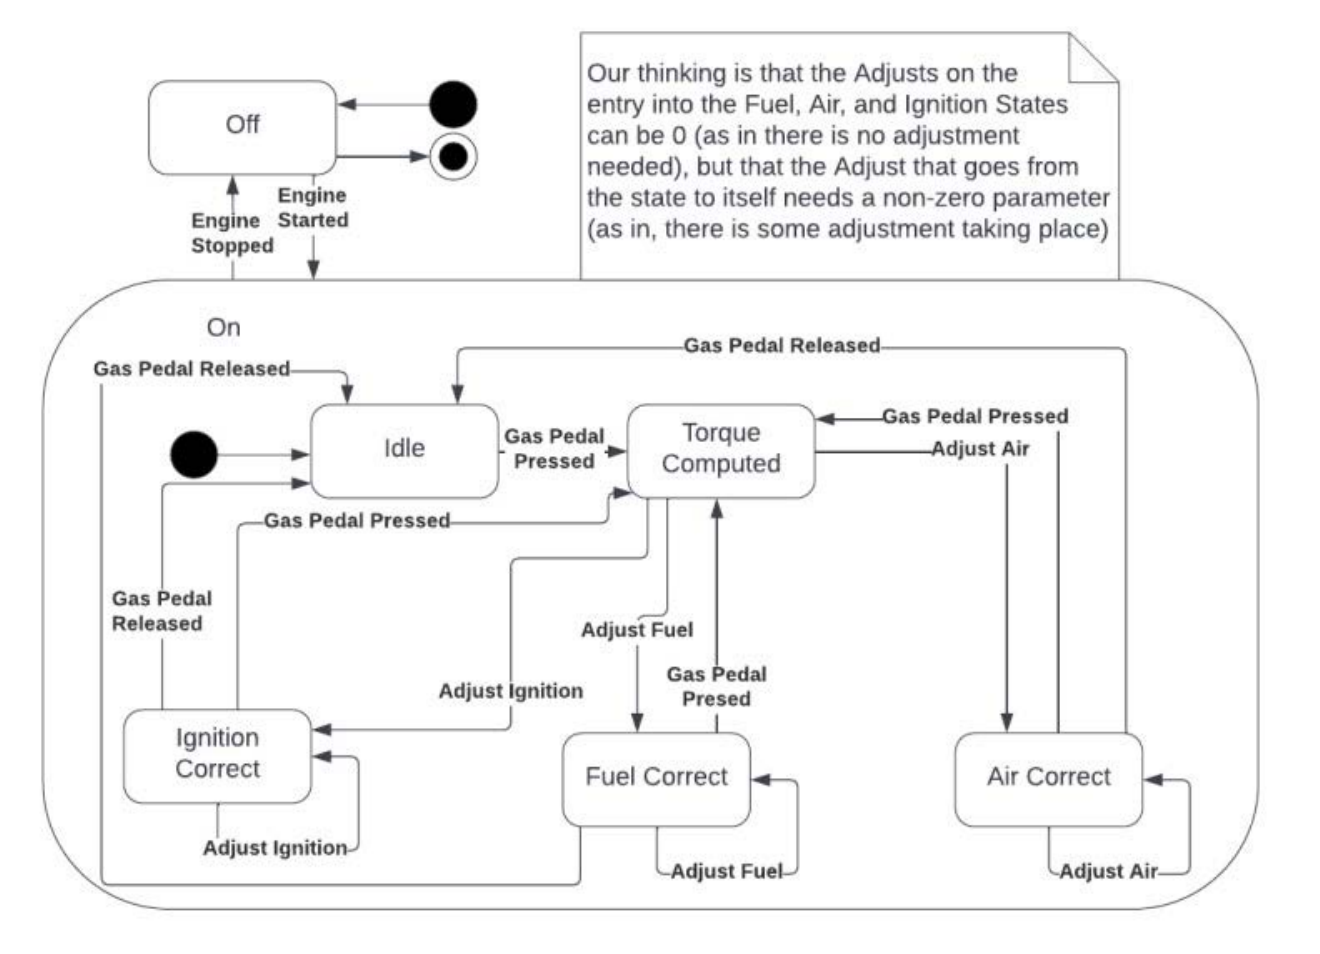 Our thinking is that the Adjusts on the
entry into the Fuel, Air, and Ignition States
can be 0 (as in there is no adjustment
needed), but that the Adjust that goes from
the state to itself needs a non-zero parameter
(as in, there is some adjustment taking place)
Off
Engine
Started
Engine
Stopped
On
Gas Pedal Released
Gas Pedal Released
Idle
Gas Pedal
Pressed
Torque
Computed
Gas Pedal Pressed
Adjust Air
Gas Pedal Pressed
Gas Pedal
Released
Adjust Fuel
Adjust Ignition
Gas Pedal
Presed
Ignition
Correct
Fuel Correct
Air Correct
Adjust Ignition
Adjust Fuel
Adjust Air